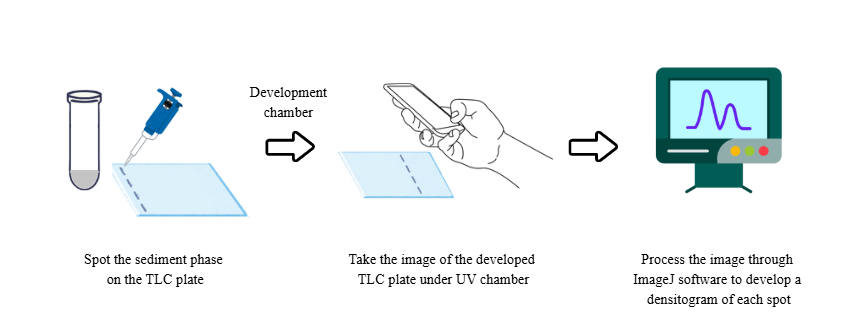 Development
chamber
Spot the sediment phase
on the TLC plate
Take the image of the developed
TLC plate under UV chamber
Process the image through
ImageJ software to develop a
densitogram of each spot